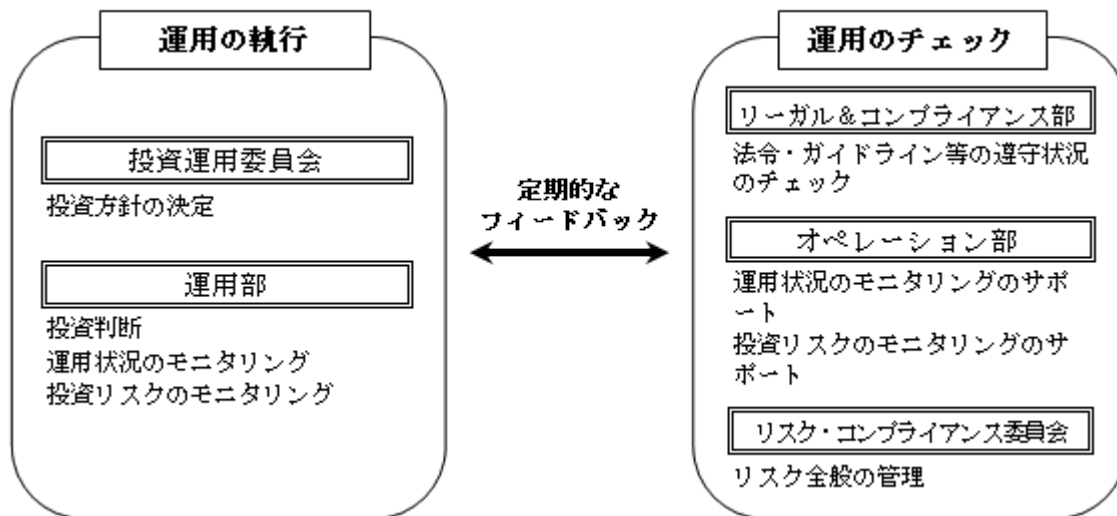 運用の執行
投資運用委員会
投資方針の決定
運用部
投資判断
運用状況のモニタリング
投資リスクのモニタリング
定期的な
フィードバック
運用のチェック
リーガル＆コンプライアンス部
法令・ガイドライン等の遵守状況
のチェック
オペレーション部
運用状況のモニタリングのサポ
ート
投資リスクのモニタリングのサ
ポート
リスク・コンプライアンス委員会
リスク全般の管理